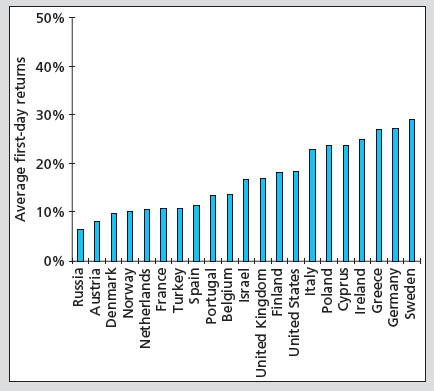 50%
40%
30%
20%
10%
0%
Average first-day returns
Russia
Austria
Denmark
Norway
Netherlands
France
Turkey
Spain
Portugal
Belgium
Israel
United Kingdom
Finland
United States
Italy
Poland
Cyprus
Ireland
Greece
Germany
Sweden